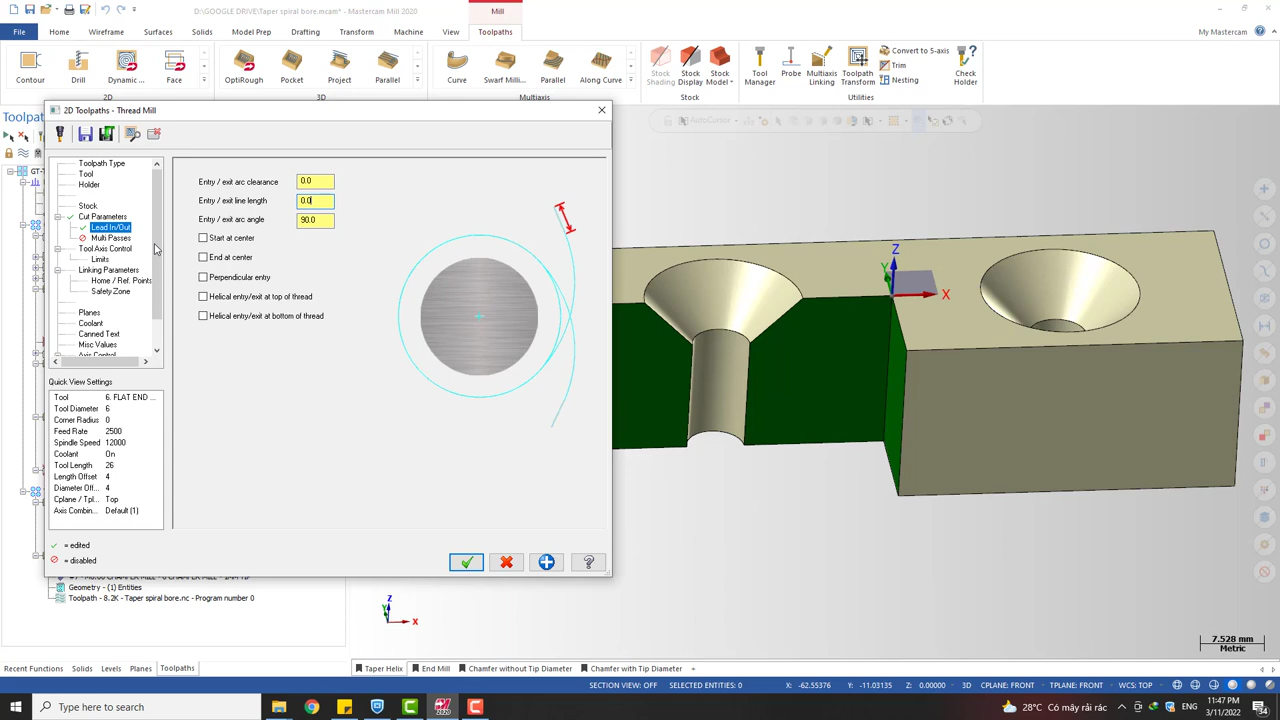 D:\GOOGLE DRIVE\Taper spiral bore.mcam* - Mastercam Mill 2020
Mill
File Home Wireframe Surfaces Solids Model Prep Drafting Transform Machine View Toolpaths
My Mastercam
Contour Drill Dynamic ... Face
OptiRough Pocket Project Parallel
Curve Swarf Milli... Parallel Along Curve
Stock Shading Stock Display Stock Model
Tool Manager Probe Multiaxis Linking Toolpath Transform
Convert to 5-axis
Trim
Nesting
Check Holder
2D 3D Multiaxis Stock Utilities
Toolpaths
2D Toolpaths - Thread Mill
AutoCursor
Toolpath Type
Tool
Holder
Stock
Cut Parameters
Lead In/Out
Multi Passes
Tool Axis Control
Limits
Linking Parameters
Home / Ref. Points
Safety Zone
Planes
Coolant
Canned Text
Misc Values
Axis Control
Entry / exit arc clearance 0.0
Entry / exit line length 0.0
Entry / exit arc angle 90.0
Start at center
End at center
Perpendicular entry
Helical entry/exit at top of thread
Helical entry/exit at bottom of thread
Quick View Settings
Tool 6. FLAT END ...
Tool Diameter 6
Corner Radius 0
Feed Rate 2500
Spindle Speed 12000
Coolant On
Tool Length 26
Length Offset 4
Diameter Off... 4
Cplane / Tpl... Top
Axis Combin... Default (1)
= edited
= disabled
Z
Y
X
Geometry - (1) Entities
Toolpath - 8.2K - Taper spiral bore.nc - Program number 0
Z
Y
X
7.528 mm
Metric
Recent Functions Solids Levels Planes Toolpaths
Taper Helix End Mill Chamfer without Tip Diameter Chamfer with Tip Diameter +
SECTION VIEW: OFF SELECTED ENTITIES: 0 X: -62.55376 Y: -11.03135 Z: 0.00000 3D CPLANE: FRONT TPLANE: FRONT WCS: TOP
Type here to search
28°C Có mây rải rác
ENG
11:47 PM
3/11/2022
34